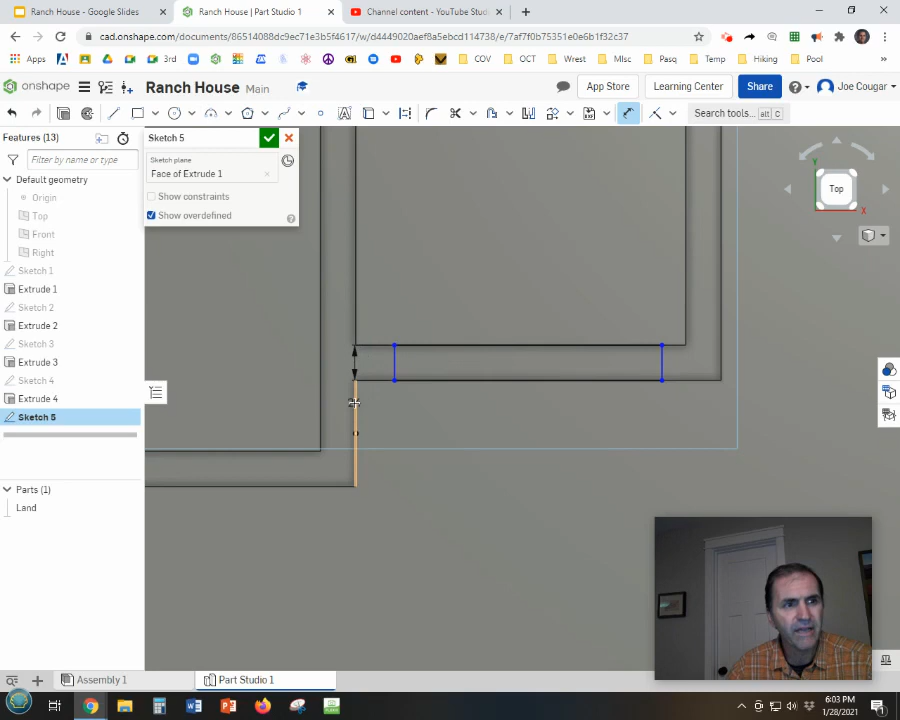 Ranch House - Google Slides
Ranch House | Part Studio 1
Channel content - YouTube Stud
cad.onshape.com/documents/86514088dc9ec71e3b5f4617/w/d4449020aef8a5ebcd114738/e/7af7f0b75351e0e6b1f32c37
Apps
3rd
COV
OCT
Wrest
MIsc
Pasq
Temp
Hiking
Pool
onshape
Ranch House Main
App Store
Learning Center
Share
Joe Cougar
Search tools... alt C
Features (13)
Filter by name or type
Default geometry
Origin
Top
Front
Right
Sketch 1
Extrude 1
Sketch 2
Extrude 2
Sketch 3
Extrude 3
Sketch 4
Extrude 4
Sketch 5
Parts (1)
Land
Sketch 5
Sketch plane
Face of Extrude 1
Show constraints
Show overdefined
Y
Top
X
Assembly 1
Part Studio 1
6:03 PM
1/28/2021